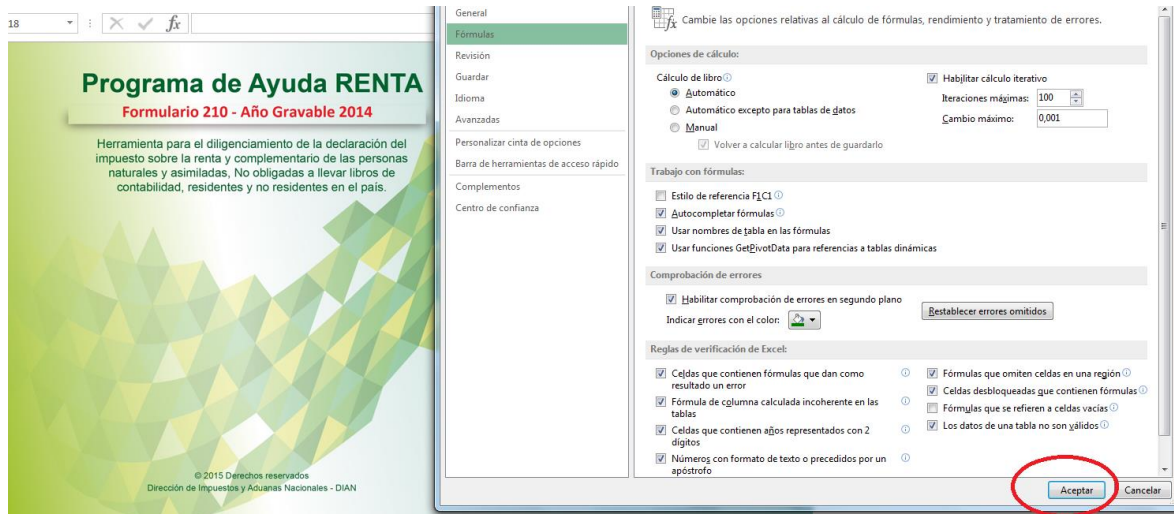 18
fx
Programa de Ayuda RENTA
Formulario 210 - Año Gravable 2014
Herramienta para el diligenciamiento de la declaración del
impuesto sobre la renta y complementario de las personas
naturales y asimiladas, No obligadas a llevar libros de
contabilidad, residentes y no residentes en el país.
© 2015 Derechos reservados
Dirección de Impuestos y Aduanas Nacionales - DIAN
General
Fórmulas
Revisión
Guardar
Idioma
Avanzadas
Personalizar cinta de opciones
Barra de herramientas de acceso rápido
Complementos
Centro de confianza
fx Cambie las opciones relativas al cálculo de fórmulas, rendimiento y tratamiento de errores.
Opciones de cálculo:
Cálculo de libro
Automático
Automático excepto para tablas de datos
Manual
Volver a calcular libro antes de guardarlo
Habilitar cálculo iterativo
Iteraciones máximas: 100
Cambio máximo: 0,001
Trabajo con fórmulas:
Estilo de referencia F1C1
Autocompletar fórmulas
Usar nombres de tabla en las fórmulas
Usar funciones GetPivotData para referencias a tablas dinámicas
Comprobación de errores
Habilitar comprobación de errores en segundo plano
Indicar errores con el color:
Restablecer errores omitidos
Reglas de verificación de Excel:
Celdas que contienen fórmulas que dan como
resultado un error
Fórmula de columna calculada incoherente en las
tablas
Celdas que contienen años representados con 2
dígitos
Números con formato de texto o precedidos por un
apóstrofo
Fórmulas que omiten celdas en una región
Celdas desbloqueadas que contienen fórmulas
Fórmulas que se refieren a celdas vacías
Los datos de una tabla no son válidos
Aceptar
Cancelar